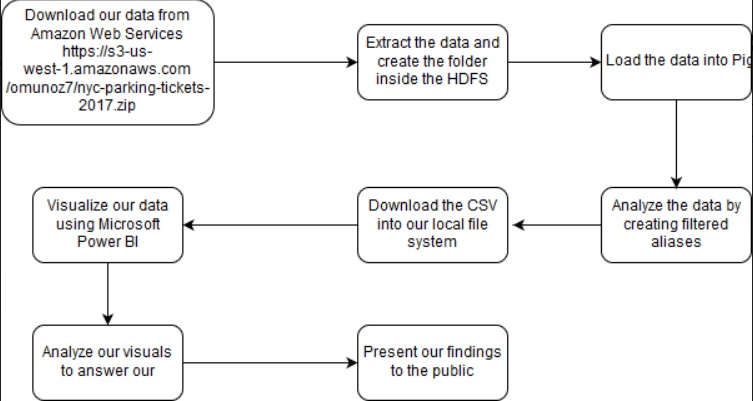 Download our data from
Amazon Web Services
https://s3-us-
west-1.amazonaws.com
/omunoz7/nyc-parking-tickets-
2017.zip
Extract the data and
create the folder
inside the HDFS
Load the data into Pig
Analyze the data by
creating filtered
aliases
Download the CSV
into our local file
system
Visualize our data
using Microsoft
Power BI
Analyze our visuals
to answer our
Present our findings
to the public